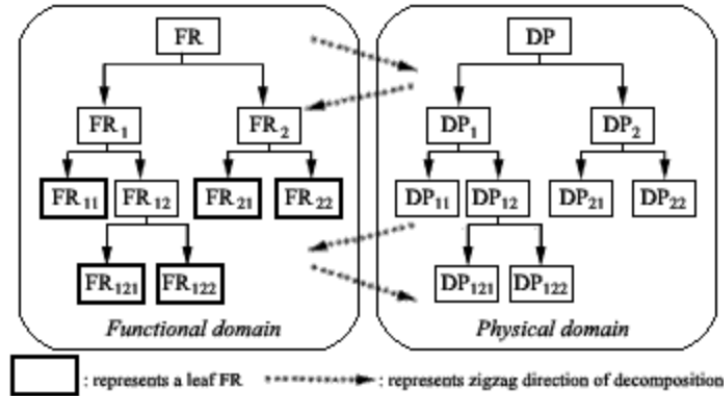 FR DP
FR1 FR2 DP1 DP2
FR11 FR12 FR21 FR22 DP11 DP12 DP21 DP22
FR121 FR122 DP121 DP122
Functional domain Physical domain
: represents a leaf FR : represents zigzag direction of decomposition